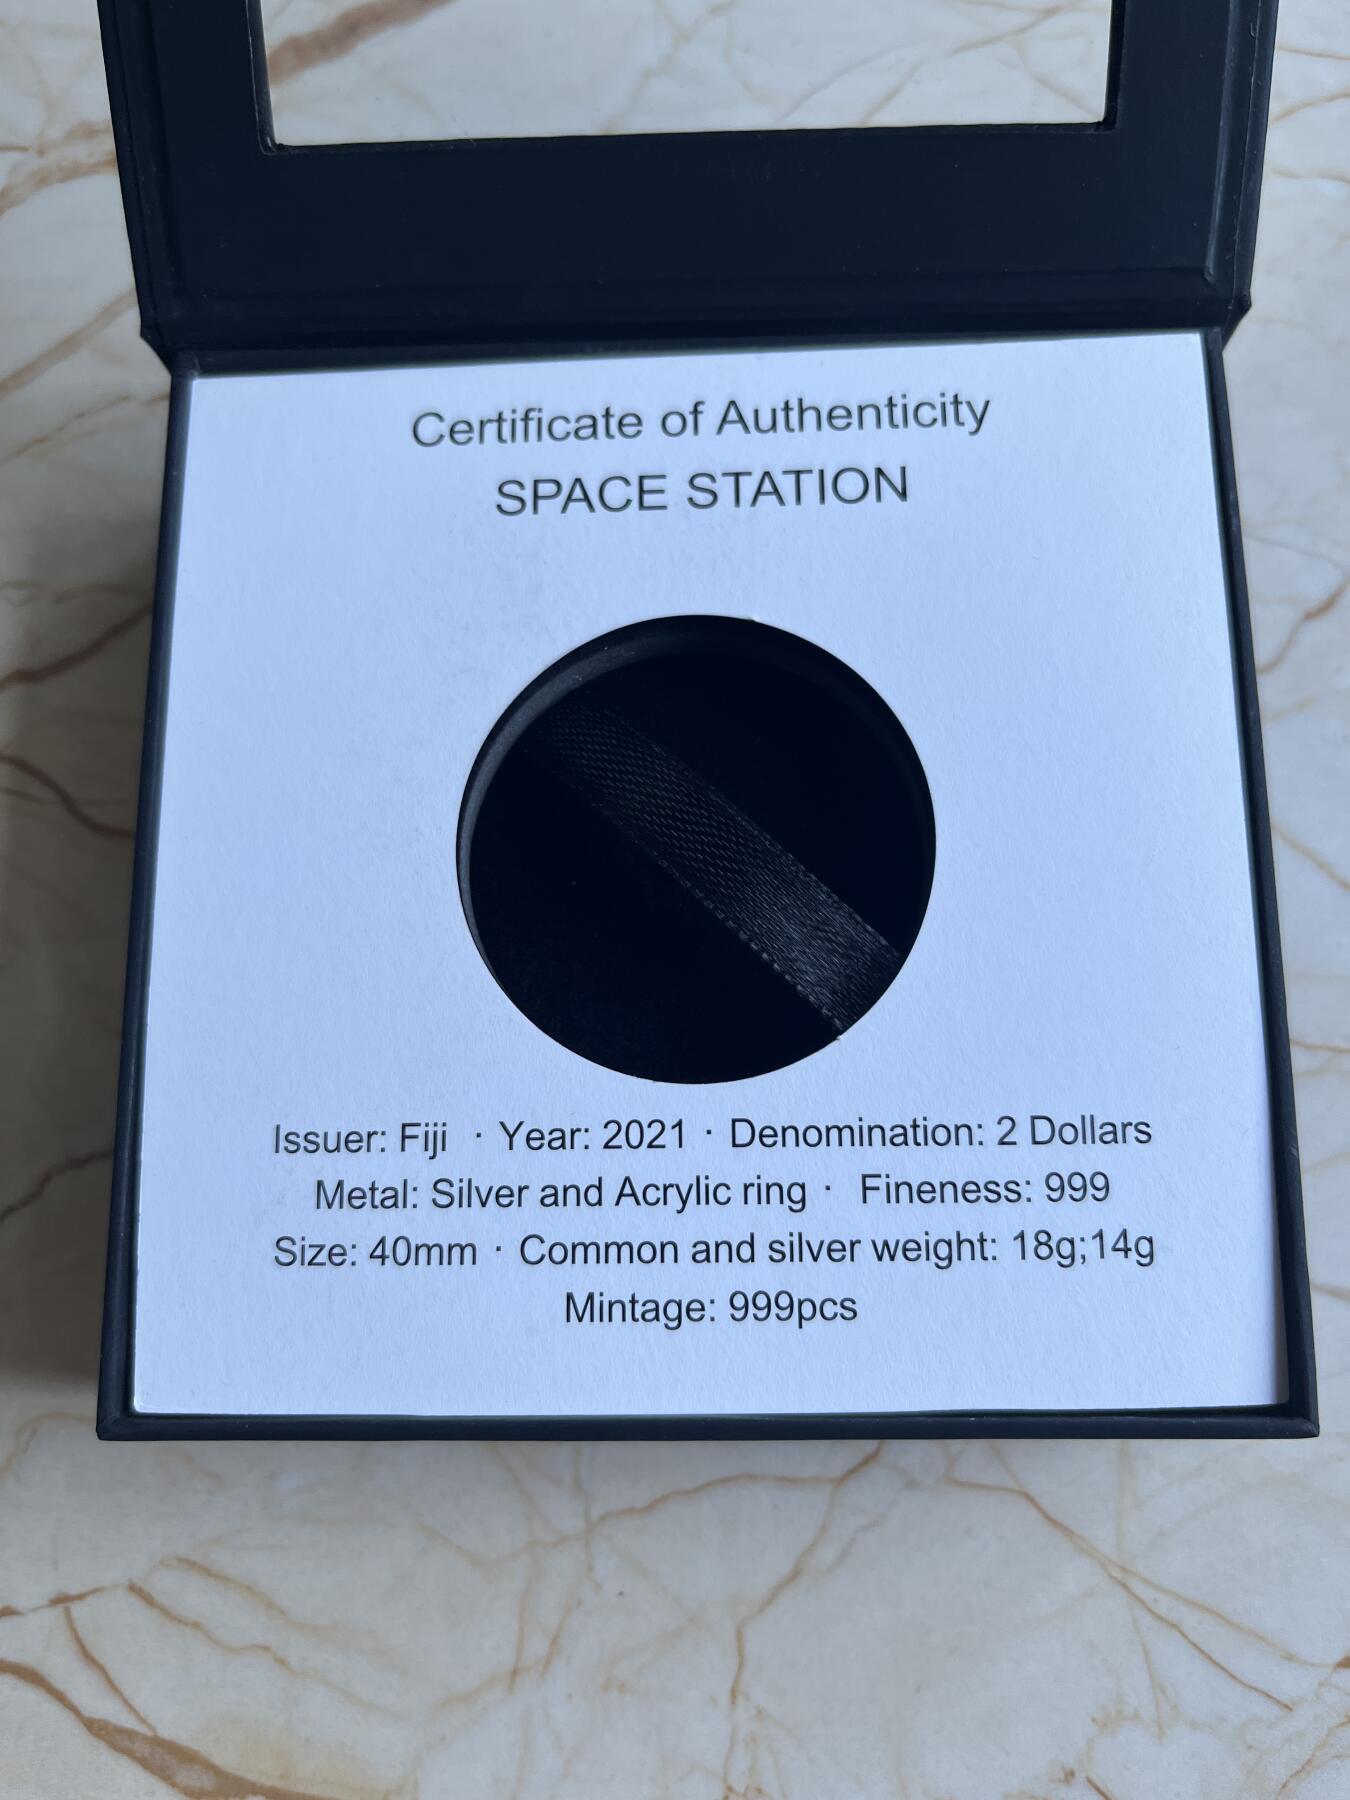 Certificate of Authenticity
SPACE STATION
Issuer: Fiji · Year: 2021 · Denomination: 2 Dollars
Metal: Silver and Acrylic ring · Fineness: 999
Size: 40mm · Common and silver weight: 18g;14g
Mintage: 999pcs